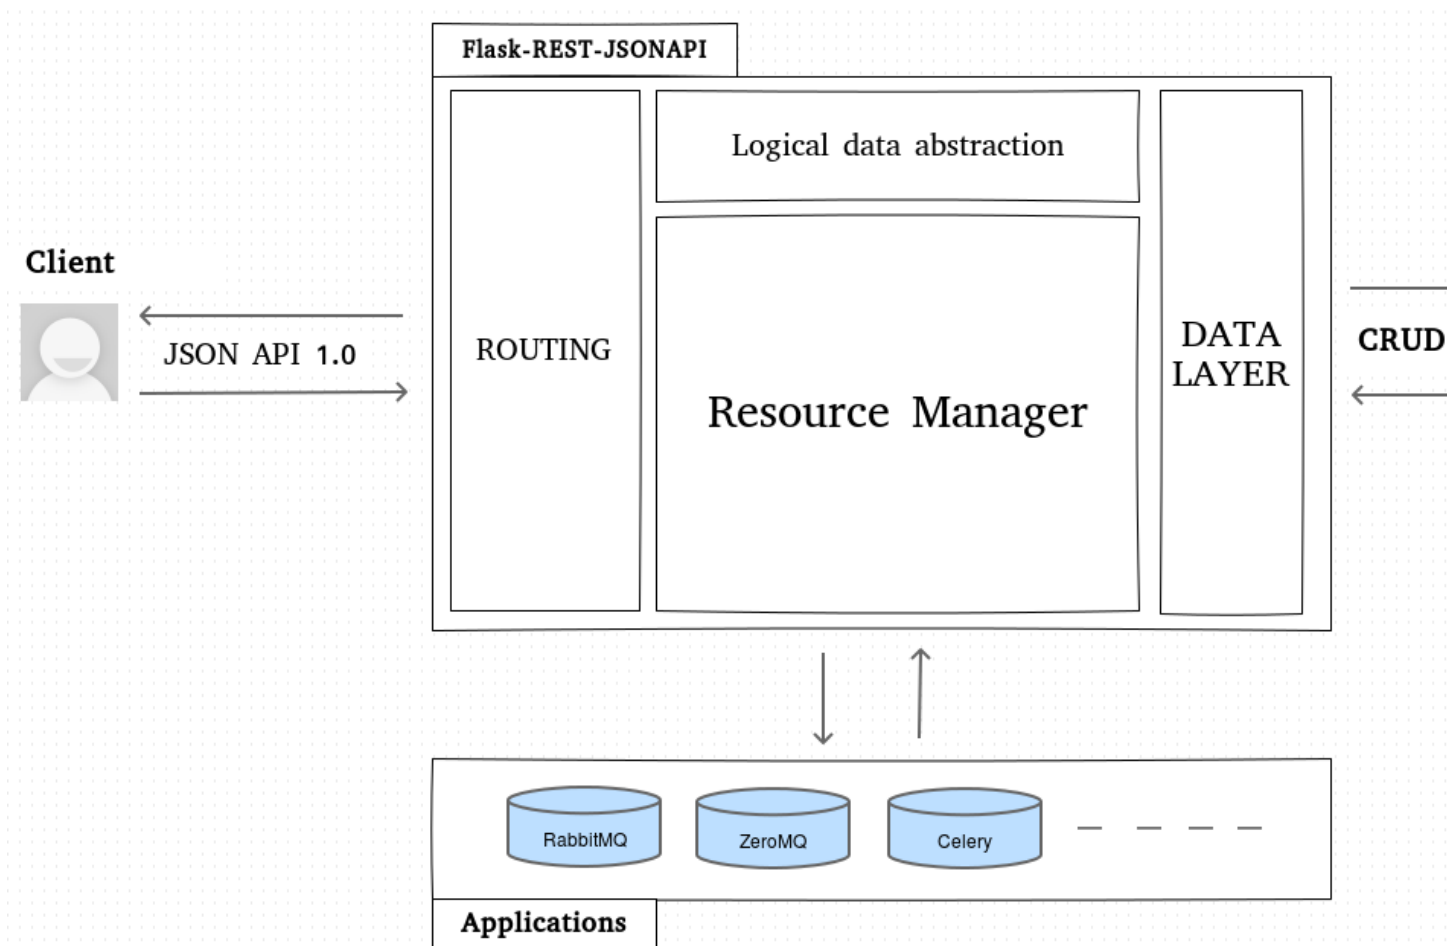 Flask-REST-JSONAPI
Logical data abstraction
Client
JSON API 1.0
ROUTING
Resource Manager
DATA
LAYER
CRUD
RabbitMQ
ZeroMQ
Celery
Applications